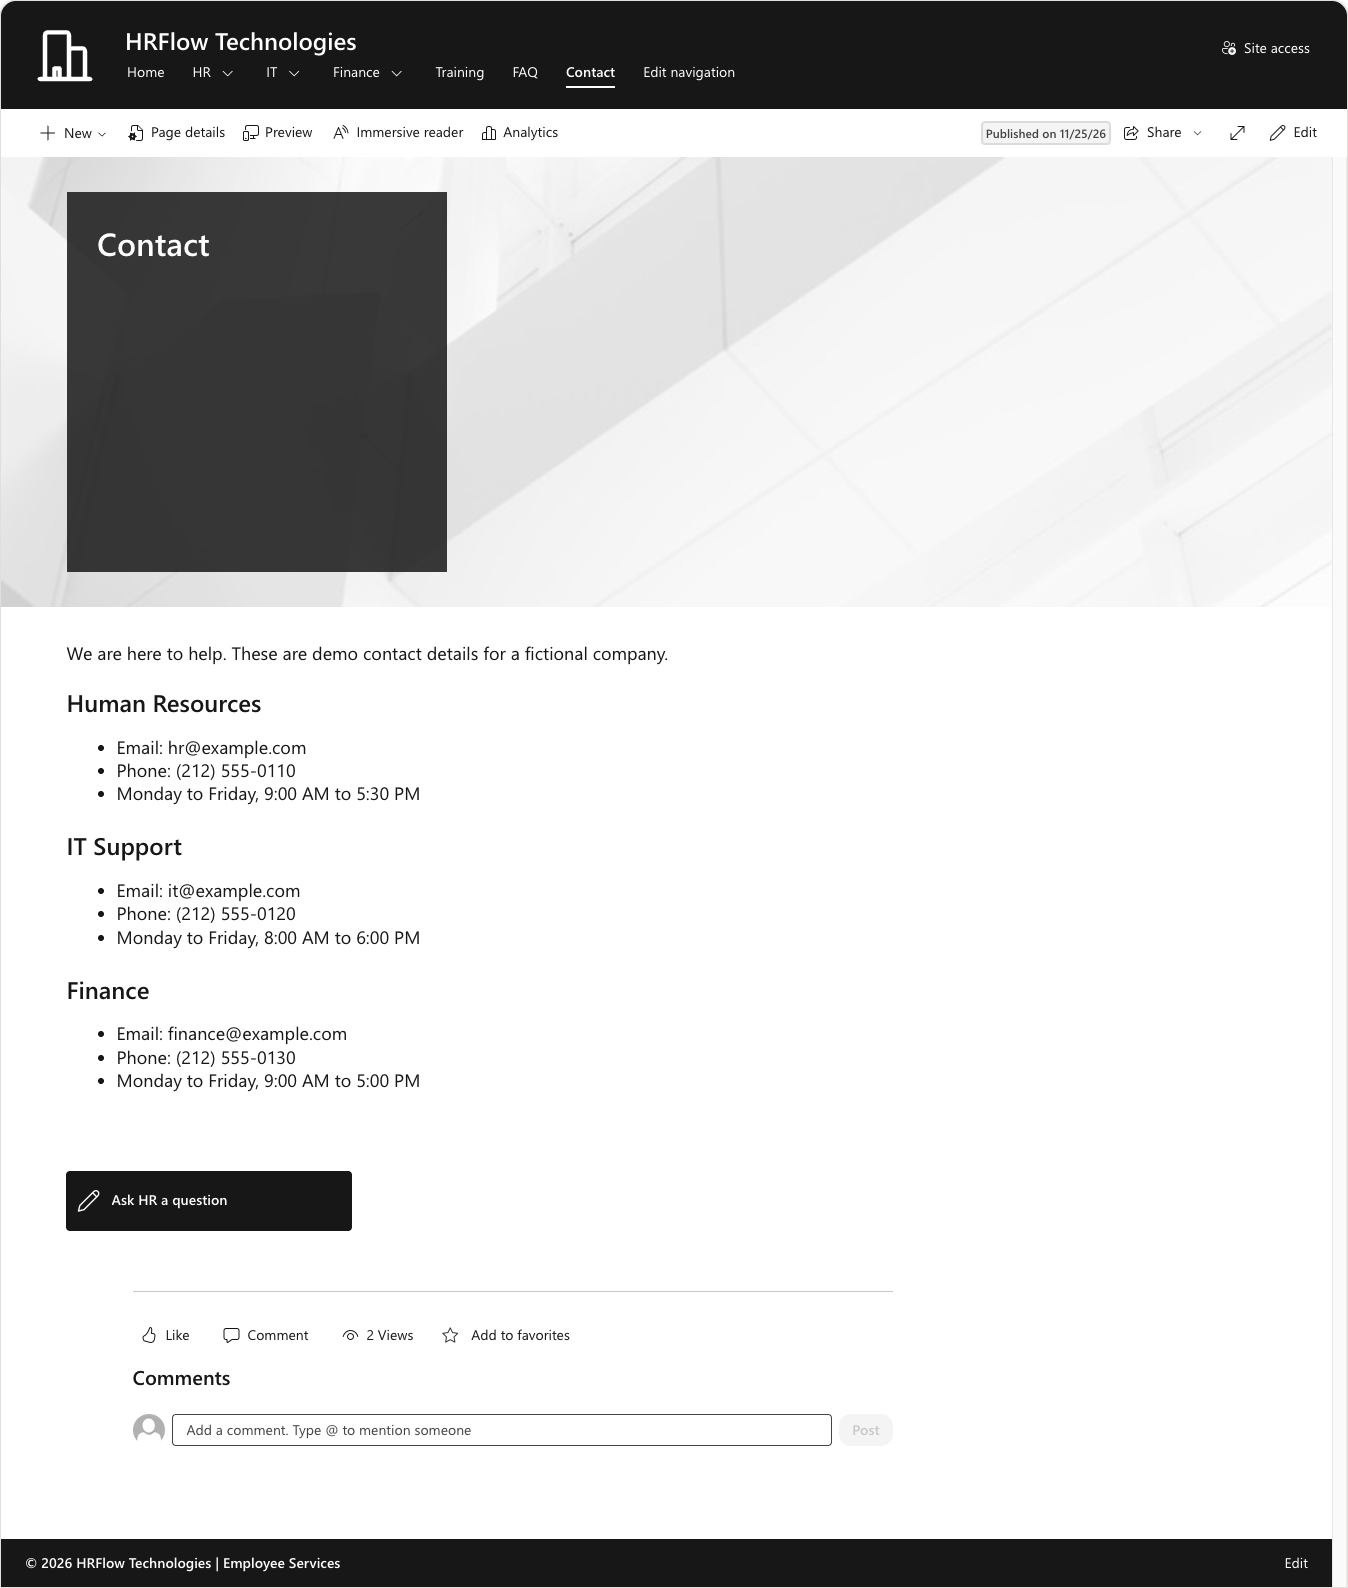 HRFlow Technologies
Site access
Home HR IT Finance Training FAQ Contact Edit navigation
New Page details Preview Immersive reader Analytics Published on 11/25/26 Share Edit
Contact
We are here to help. These are demo contact details for a fictional company.
Human Resources
• Email: hr@example.com
• Phone: (212) 555-0110
• Monday to Friday, 9:00 AM to 5:30 PM
IT Support
• Email: it@example.com
• Phone: (212) 555-0120
• Monday to Friday, 8:00 AM to 6:00 PM
Finance
• Email: finance@example.com
• Phone: (212) 555-0130
• Monday to Friday, 9:00 AM to 5:00 PM
Ask HR a question
Like Comment 2 Views Add to favorites
Comments
Add a comment. Type @ to mention someone Post
© 2026 HRFlow Technologies | Employee Services Edit